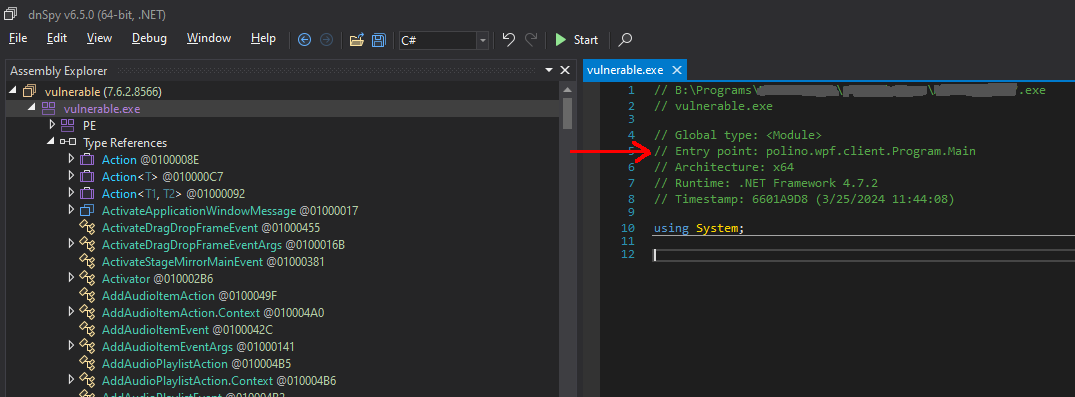 dnSpy v6.5.0 (64-bit, .NET)
File Edit View Debug Window Help C# Start
Assembly Explorer
vulnerable (7.6.2.8566)
vulnerable.exe
PE
Type References
Action @0100008E
Action<T> @010000C7
Action<T1, T2> @01000092
ActivateApplicationWindowMessage @01000017
ActivateDragDropFrameEvent @01000455
ActivateDragDropFrameEventArgs @0100016B
ActivateStageMirrorMainEvent @01000381
Activator @010002B6
AddAudioItemAction @0100049F
AddAudioItemAction.Context @010004A0
AddAudioItemEvent @0100042C
AddAudioItemEventArgs @01000141
AddAudioPlaylistAction @010004B5
AddAudioPlaylistAction.Context @010004B6
AddAudioPlaylistEvent @010004B2
vulnerable.exe
1 // B:\Programs\ \ \ .exe
2 // vulnerable.exe
3
4 // Global type: <Module>
5 // Entry point: polino.wpf.client.Program.Main
6 // Architecture: x64
7 // Runtime: .NET Framework 4.7.2
8 // Timestamp: 6601A9D8 (3/25/2024 11:44:08)
9
10 using System;
11
12